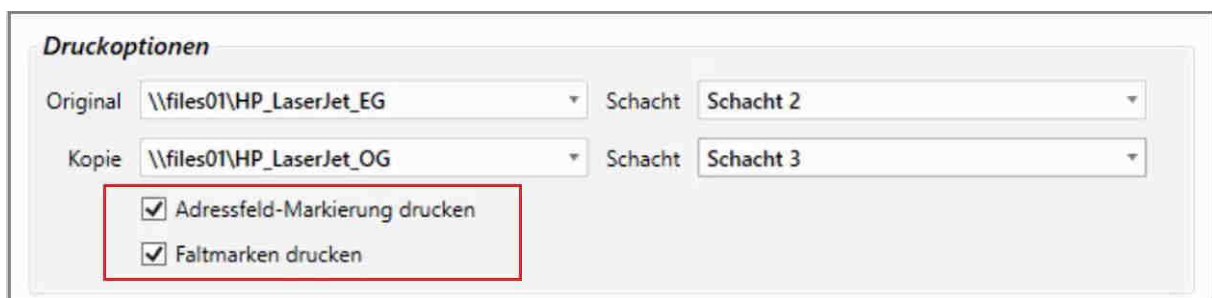 Druckoptionen
Original \\files01\HP_LaserJet_EG Schacht Schacht 2
Kopie \\files01\HP_LaserJet_OG Schacht Schacht 3
Adressfeld-Markierung drucken
Faltmarken drucken